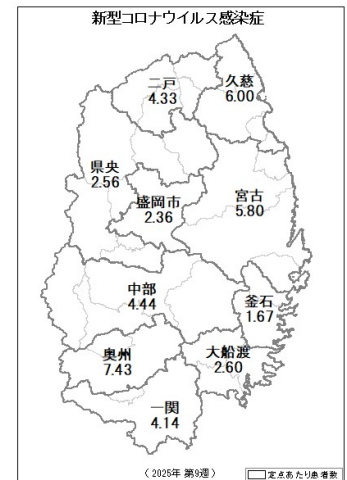 新型コロナウイルス感染症
二戸
4.33
久慈
6.00
県央
2.56
盛岡市
2.36
宮古
5.80
中部
4.44
釜石
1.67
奥州
7.43
大船渡
2.60
一関
4.14
（2025年 第9週）
定点あたり患者数